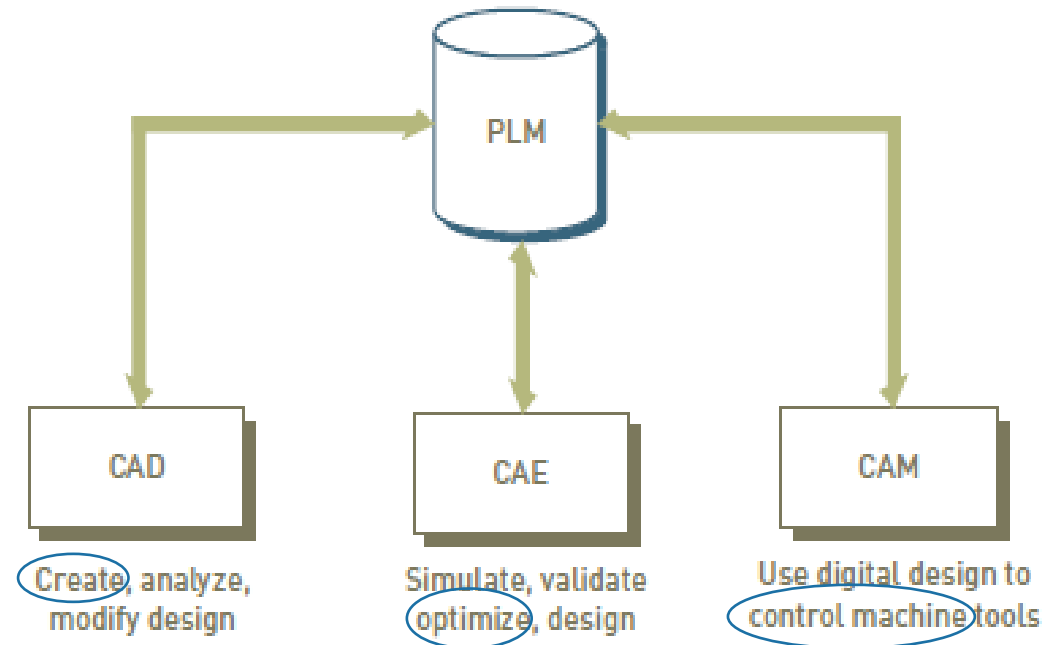 PLM
CAD
Create, analyze,
modify design
CAE
Simulate, validate
optimize, design
CAM
Use digital design to
control machine tools